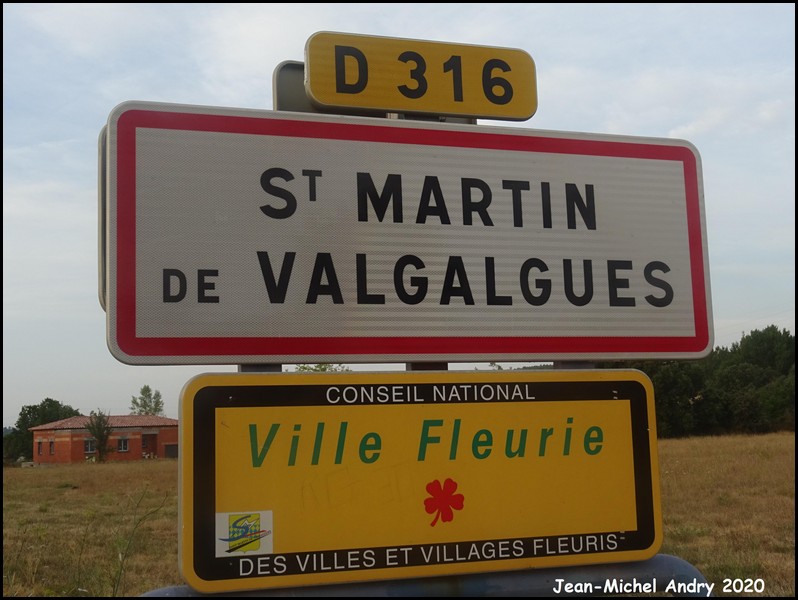 D 316
ST MARTIN
DE VALGALGUES
CONSEIL NATIONAL
Ville Fleurie
DES VILLES ET VILLAGES FLEURIS
Jean-Michel Andry 2020